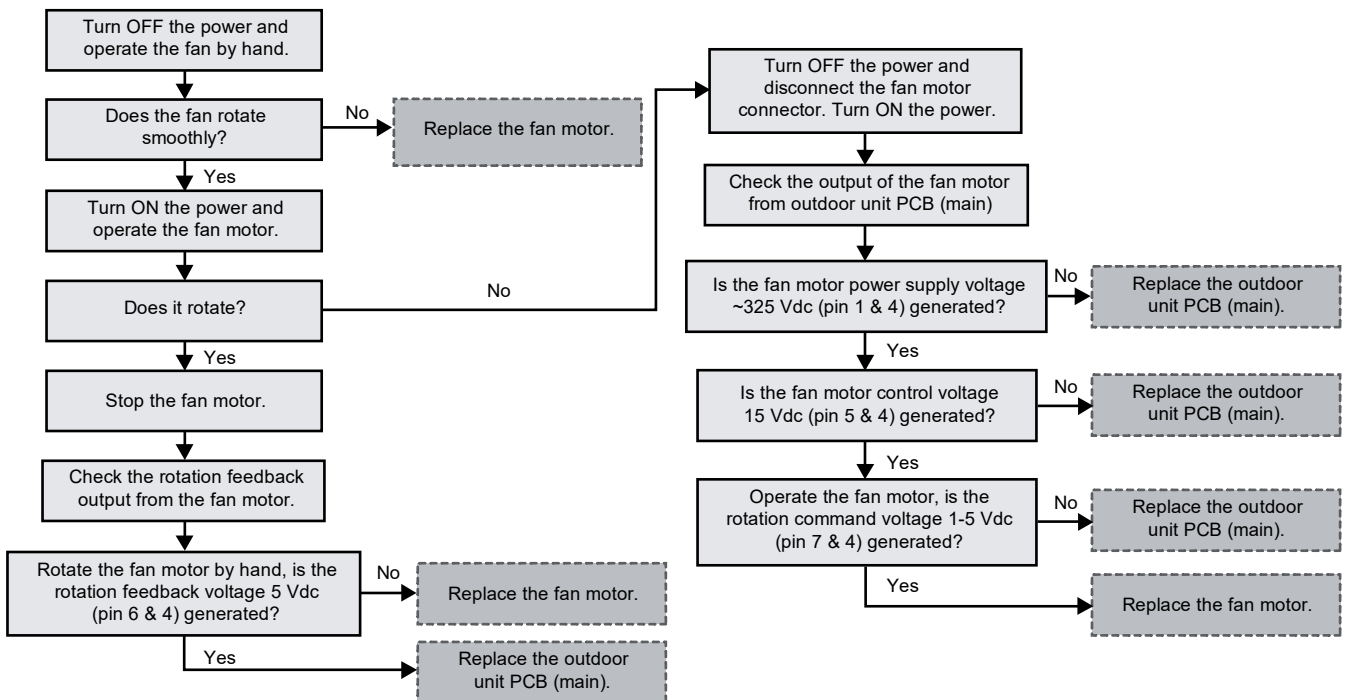 Turn OFF the power and
operate the fan by hand.
Does the fan rotate
smoothly?
No
Replace the fan motor.
Yes
Turn ON the power and
operate the fan motor.
Does it rotate?
No
Yes
Stop the fan motor.
Check the rotation feedback
output from the fan motor.
Rotate the fan motor by hand, is the
rotation feedback voltage 5 Vdc
(pin 6 & 4) generated?
No
Replace the fan motor.
Yes
Replace the outdoor
unit PCB (main).
Turn OFF the power and
disconnect the fan motor
connector. Turn ON the power.
Check the output of the fan motor
from outdoor unit PCB (main)
Is the fan motor power supply voltage
~325 Vdc (pin 1 & 4) generated?
No
Replace the outdoor
unit PCB (main).
Yes
Is the fan motor control voltage
15 Vdc (pin 5 & 4) generated?
No
Replace the outdoor
unit PCB (main).
Yes
Operate the fan motor, is the
rotation command voltage 1-5 Vdc
(pin 7 & 4) generated?
No
Replace the outdoor
unit PCB (main).
Yes
Replace the fan motor.